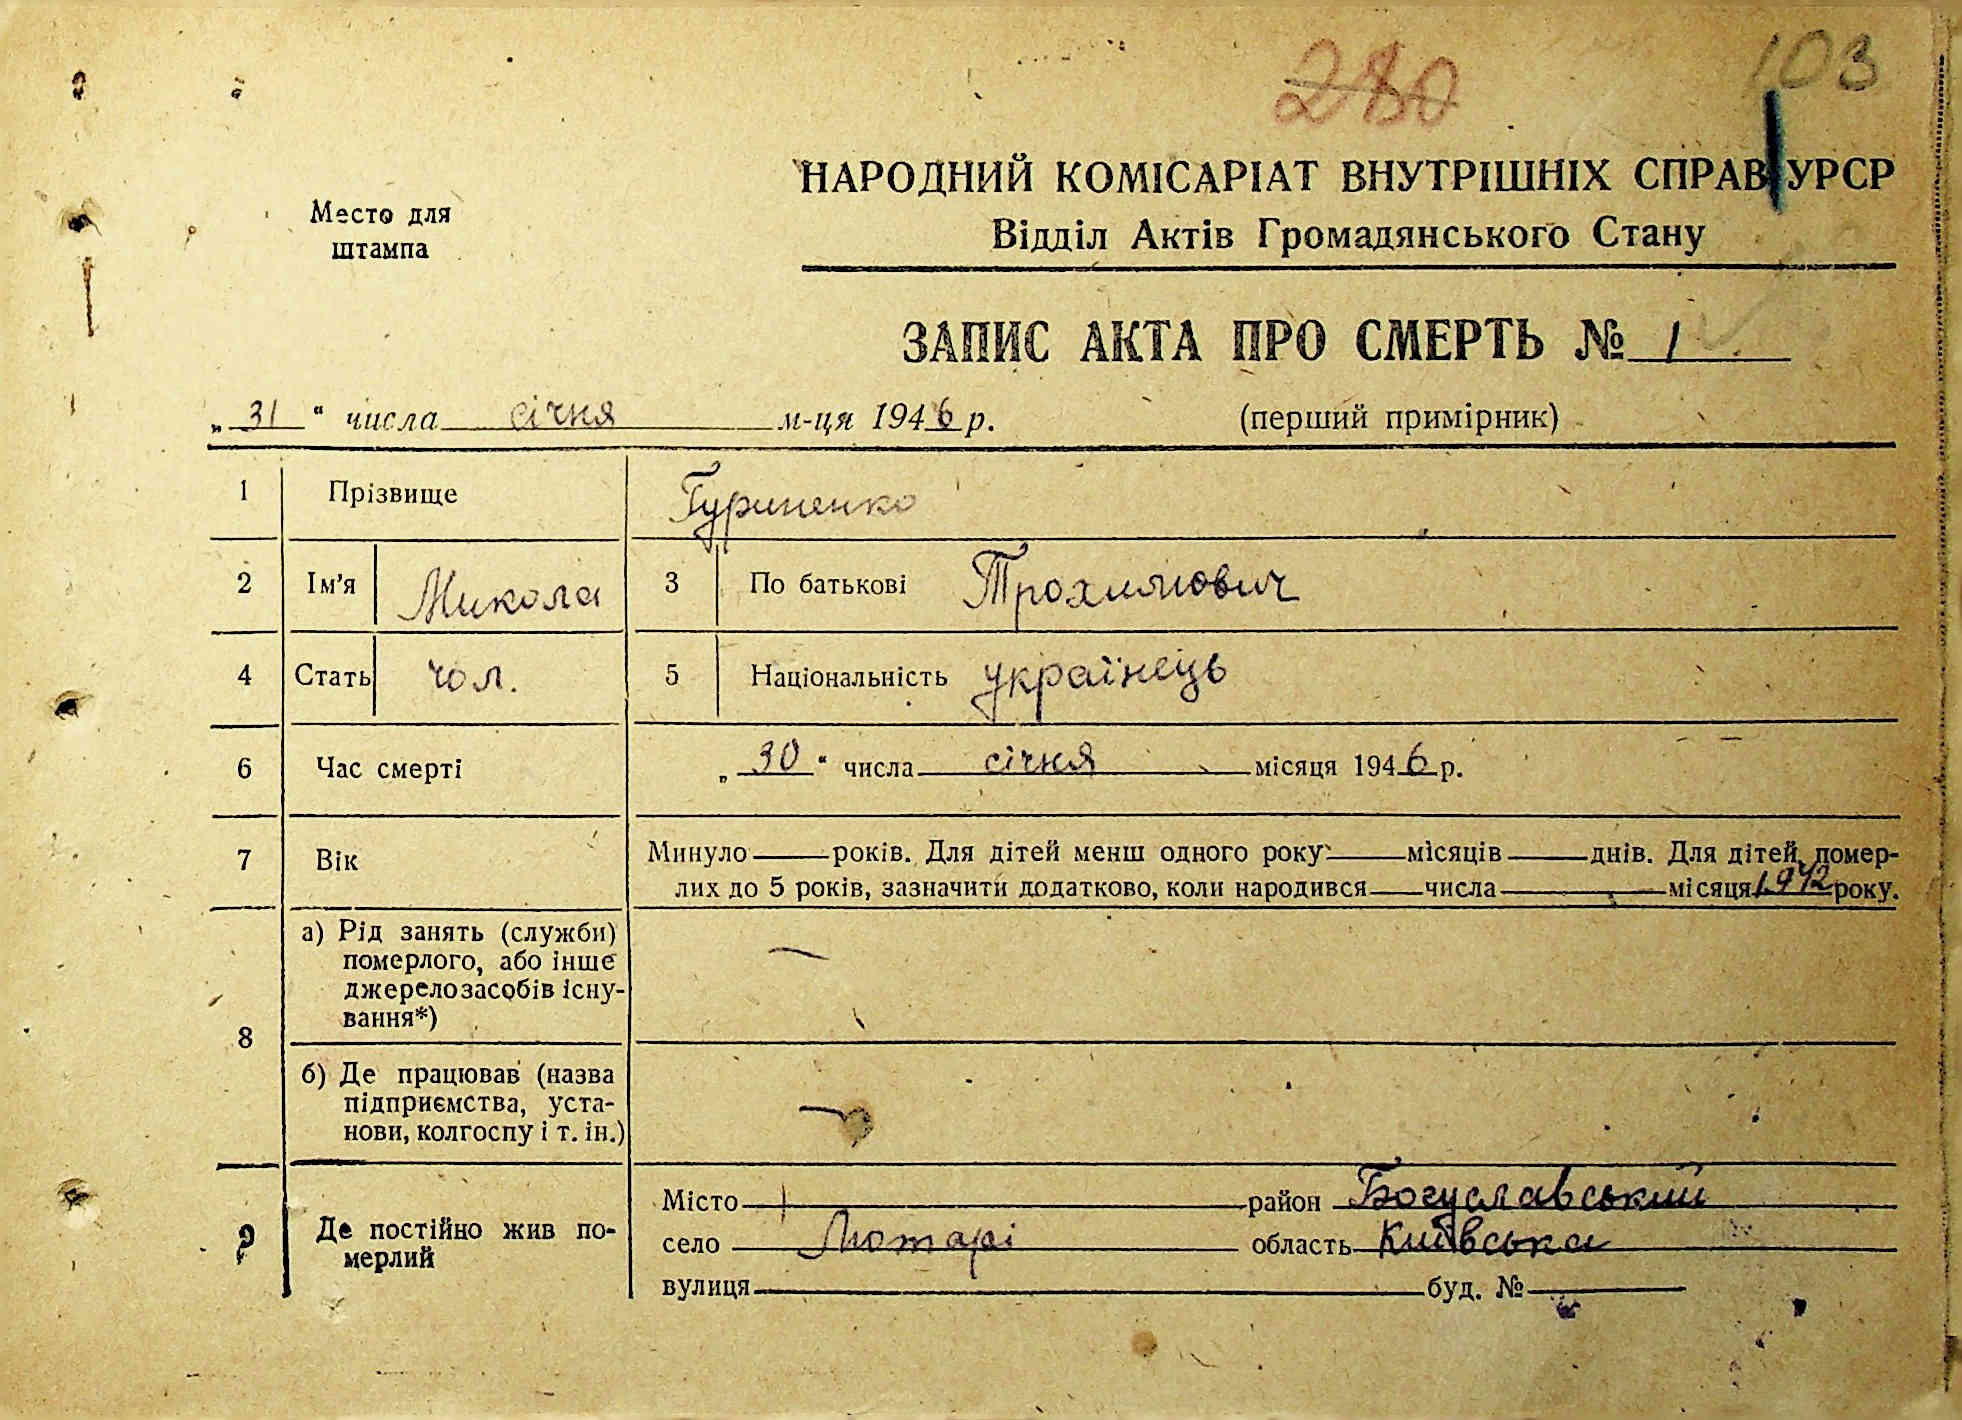 280 103
НАРОДНИЙ КОМІСАРІАТ ВНУТРІШНІХ СПРАВ УРСР
Место для
штампа
Відділ Актів Громадянського Стану
ЗАПИС АКТА ПРО СМЕРТЬ № 1
„ 31 “ числа січня м-ця 1946 р. (перший примірник)
1 Прізвище Гуриненко
2 Ім'я Микола 3 По батькові Трохимович
4 Стать чол. 5 Національність українець
6 Час смерті „ 30 “ числа січня місяця 1946 р.
7 Вік Минуло — років. Для дітей менш одного року — місяців — днів. Для дітей, помер-
лих до 5 років, зазначити додатково, коли народився — числа — місяця 1942 року.
8 а) Рід занять (служби)
померлого, або інше
джерело засобів існу-
вання*) —
б) Де працював (назва
підприємства, уста-
нови, колгоспу і т. ін.) —
9 Де постійно жив по-
мерлий
Місто район Богуславський
село Лютарі область Київська
вулиця буд. №